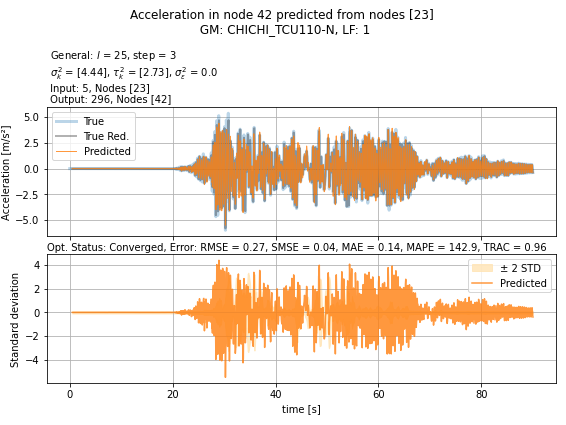 Acceleration in node 42 predicted from nodes [23]
GM: CHICHI_TCU110-N, LF: 1
General: l = 25, step = 3
σ²ₖ = [4.44], τ²ₖ = [2.73], σ²ε = 0.0
Input: 5, Nodes [23]
Output: 296, Nodes [42]
Acceleration [m/s²]
5.0
2.5
0.0
−2.5
−5.0
True
True Red.
Predicted
Opt. Status: Converged, Error: RMSE = 0.27, SMSE = 0.04, MAE = 0.14, MAPE = 142.9, TRAC = 0.96
Standard deviation
4
2
0
−2
−4
± 2 STD
Predicted
0 20 40 60 80
time [s]